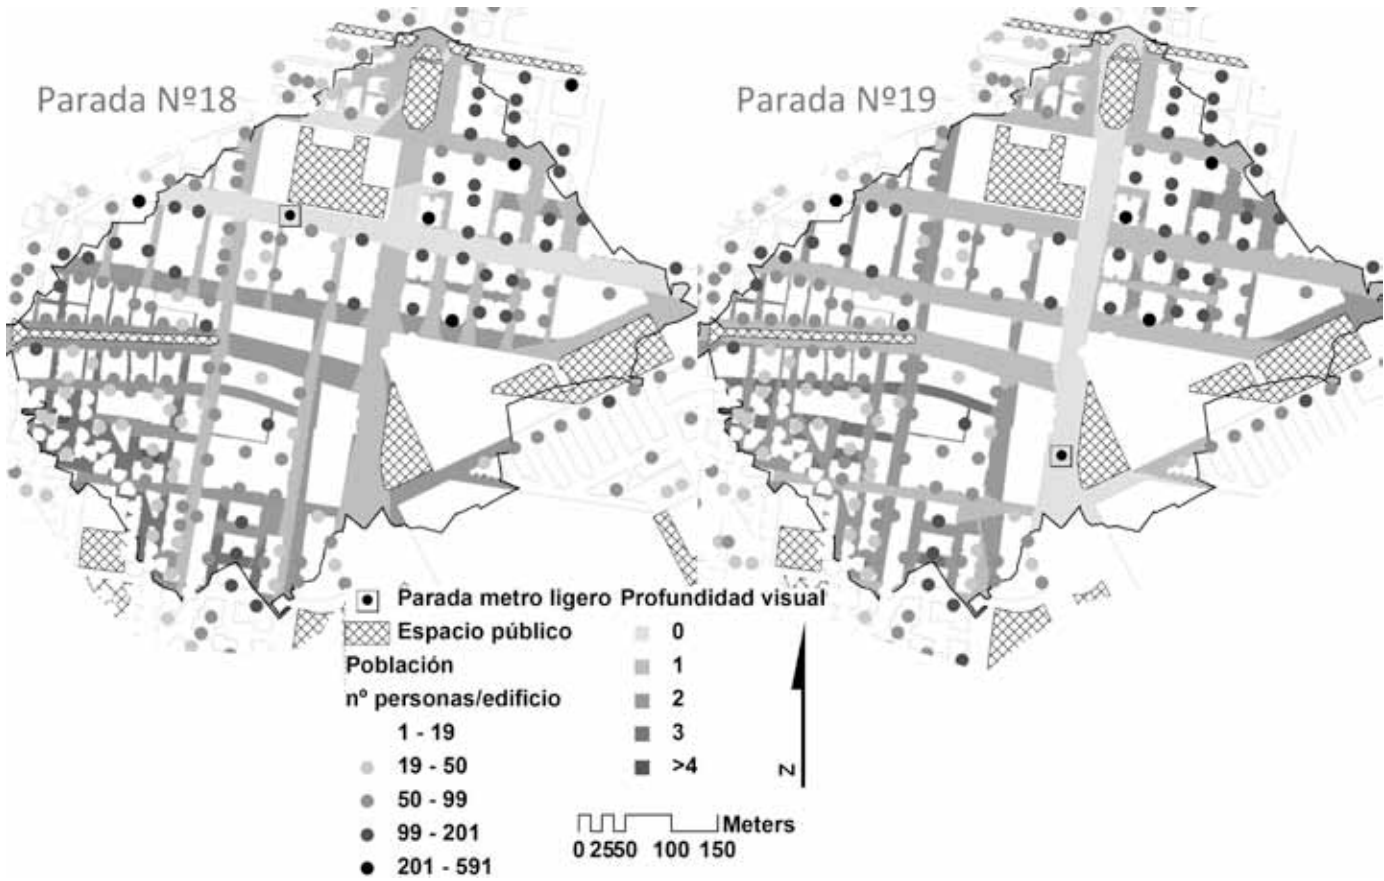 Parada Nº18
Parada Nº19
Parada metro ligero
Espacio público
Población
nº personas/edificio
1 - 19
19 - 50
50 - 99
99 - 201
201 - 591
Profundidad visual
0
1
2
3
>4
N
Meters
0 2550 100 150